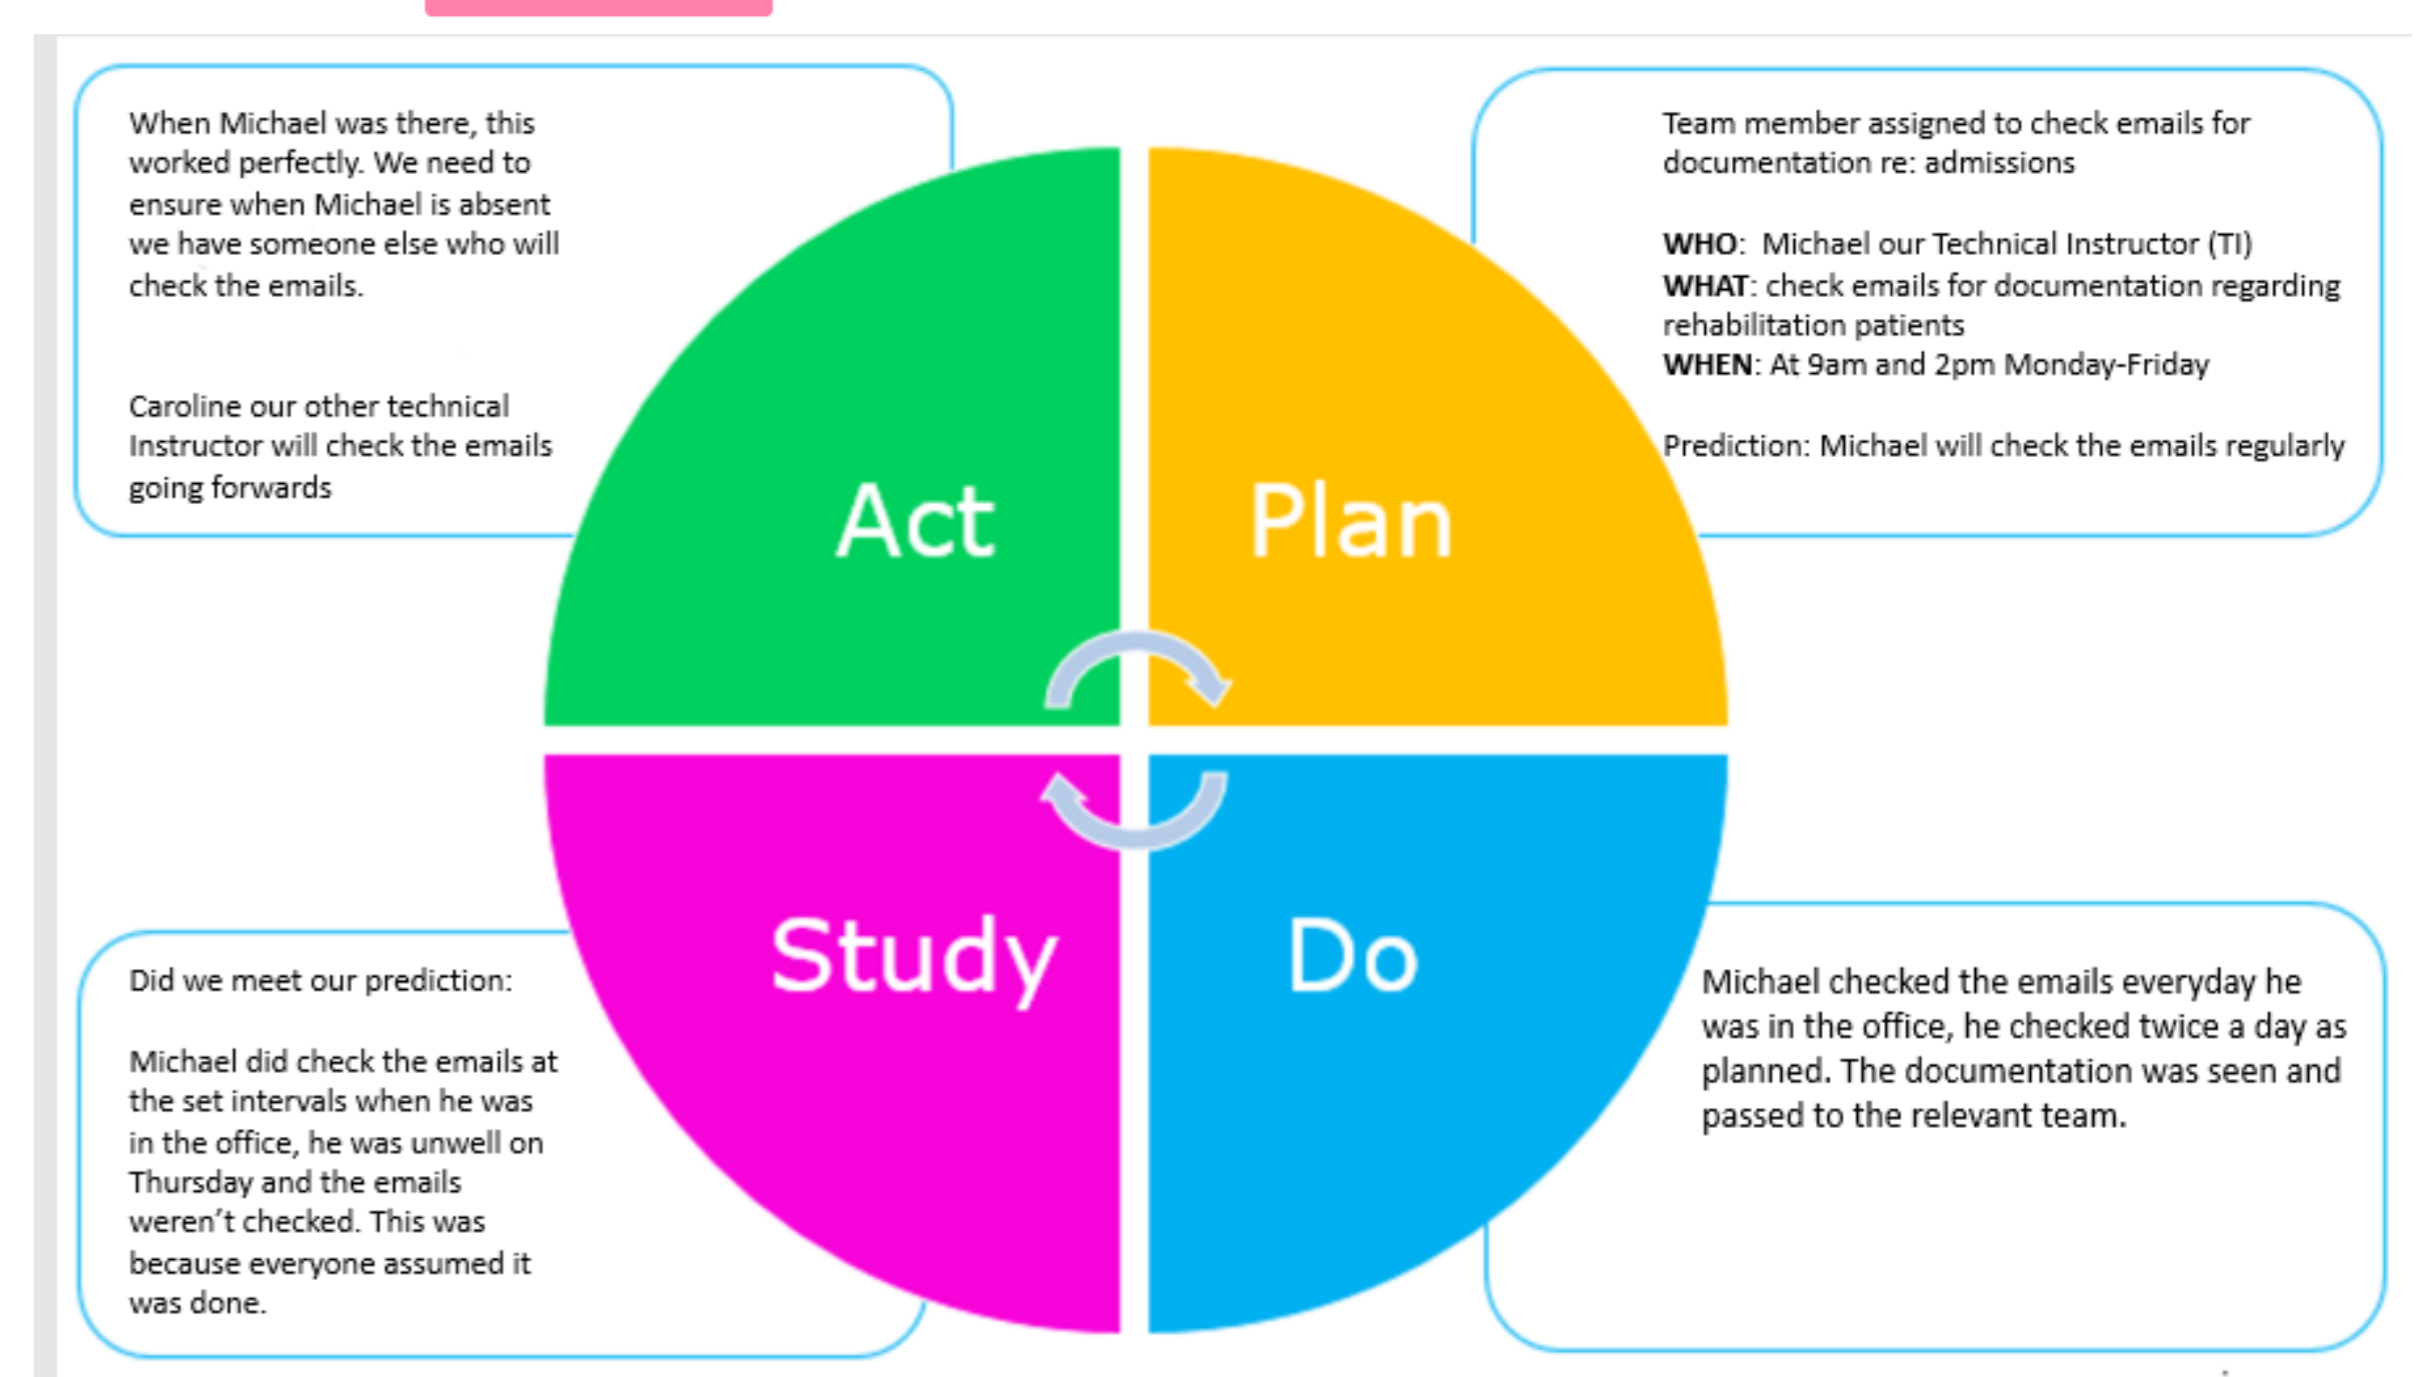 When Michael was there, this
worked perfectly. We need to
ensure when Michael is absent
we have someone else who will
check the emails.
Caroline our other technical
Instructor will check the emails
going forwards
Team member assigned to check emails for
documentation re: admissions
WHO:  Michael our Technical Instructor (TI)
WHAT: check emails for documentation regarding
rehabilitation patients
WHEN: At 9am and 2pm Monday-Friday
Prediction: Michael will check the emails regularly
Act
Plan
Study
Do
Did we meet our prediction:
Michael did check the emails at
the set intervals when he was
in the office, he was unwell on
Thursday and the emails
weren’t checked. This was
because everyone assumed it
was done.
Michael checked the emails everyday he
was in the office, he checked twice a day as
planned. The documentation was seen and
passed to the relevant team.